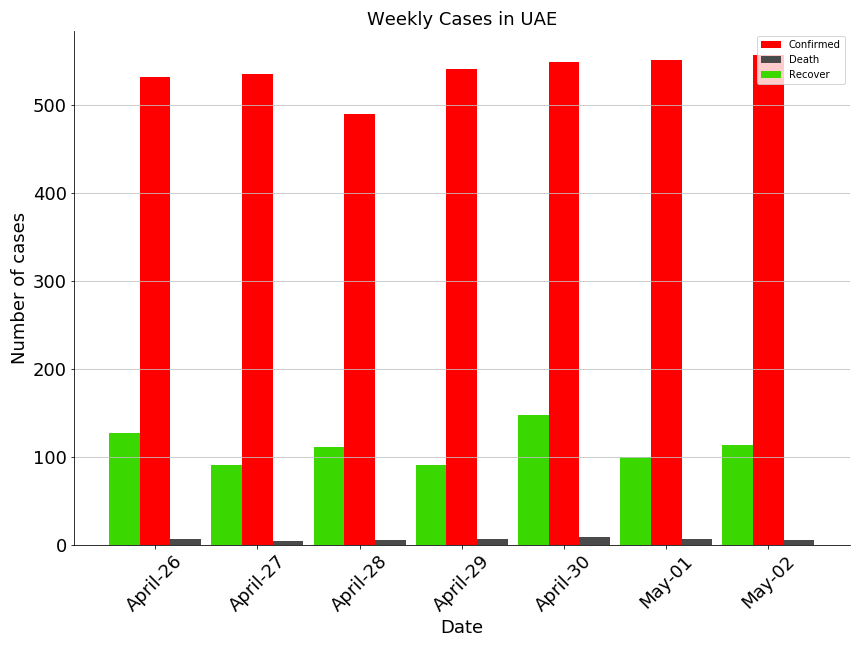 Weekly Cases in UAE
Confirmed
Death
Recover
Number of cases
500
400
300
200
100
0
April-26
April-27
April-28
April-29
April-30
May-01
May-02
Date